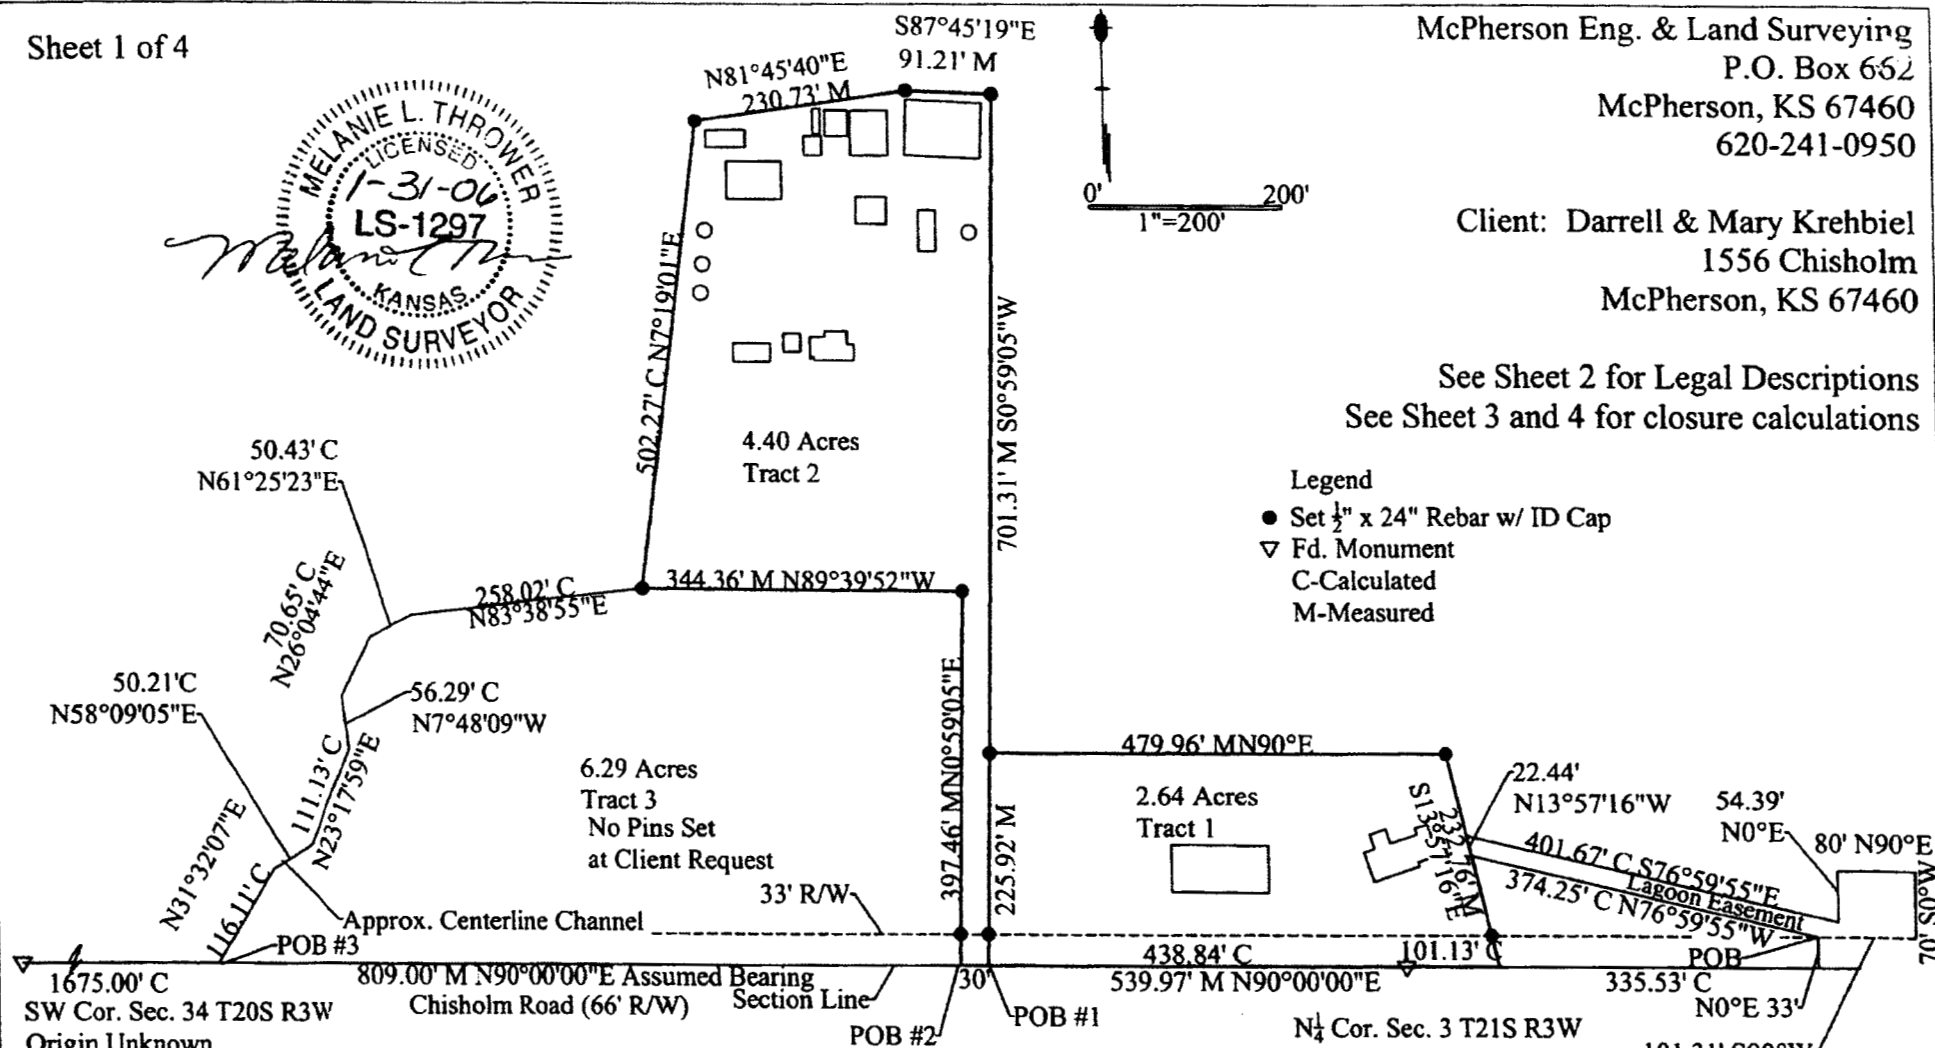 Sheet 1 of 4
MELANIE L. THROWER
LICENSED
1-31-06
LS-1297
KANSAS
LAND SURVEYOR
S87°45'19"E
91.21' M
N81°45'40"E
230.73' M
0' 200'
1"=200'
McPherson Eng. & Land Surveying
P.O. Box 662
McPherson, KS 67460
620-241-0950
Client: Darrell & Mary Krehbiel
1556 Chisholm
McPherson, KS 67460
See Sheet 2 for Legal Descriptions
See Sheet 3 and 4 for closure calculations
Legend
Set ½" x 24" Rebar w/ ID Cap
Fd. Monument
C-Calculated
M-Measured
502.27' C N7°19'01"E
701.31' M S0°59'05"W
4.40 Acres
Tract 2
50.43' C
N61°25'23"E
70.65' C
N26°04'44"E
258.02' C
N83°38'55"E
344.36' M N89°39'52"W
50.21'C
N58°09'05"E
56.29' C
N7°48'09"W
111.13' C
N23°17'59"E
N31°32'07"E
116.11' C
6.29 Acres
Tract 3
No Pins Set
at Client Request
397.46' MN0°59'05"E
225.92' M
479.96' MN90°E
2.64 Acres
Tract 1
S13°57'16"E
232.76' M
22.44'
N13°57'16"W
54.39'
N0°E
80' N90°E
70' S0°W
401.67' C S76°59'55"E
Lagoon Easement
374.25' C N76°59'55"W
33' R/W
Approx. Centerline Channel
POB #3
POB
1675.00' C
809.00' M N90°00'00"E Assumed Bearing
30'
438.84' C
101.13' C
539.97' M N90°00'00"E
335.53' C
SW Cor. Sec. 34 T20S R3W
Origin Unknown
Chisholm Road (66' R/W)
Section Line
POB #2
POB #1
N¼ Cor. Sec. 3 T21S R3W
N0°E 33'